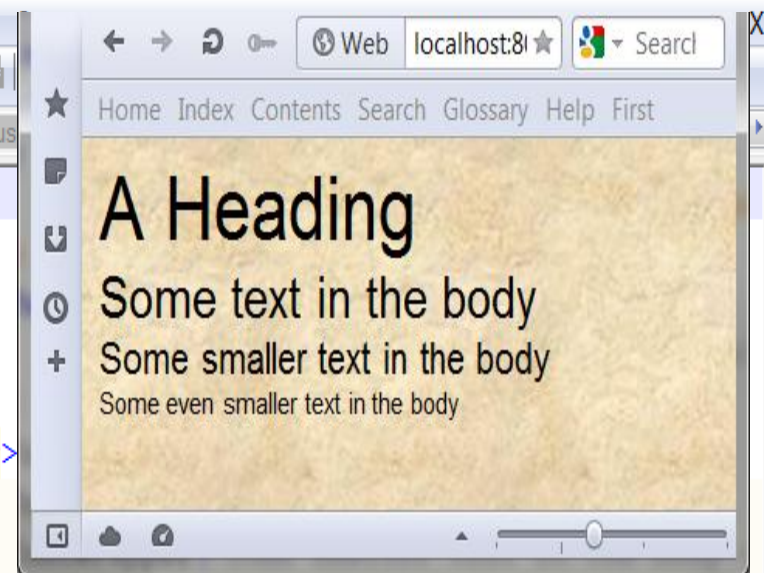 Web localhost:8 Search
Home Index Contents Search Glossary Help First
A Heading
Some text in the body
Some smaller text in the body
Some even smaller text in the body
>